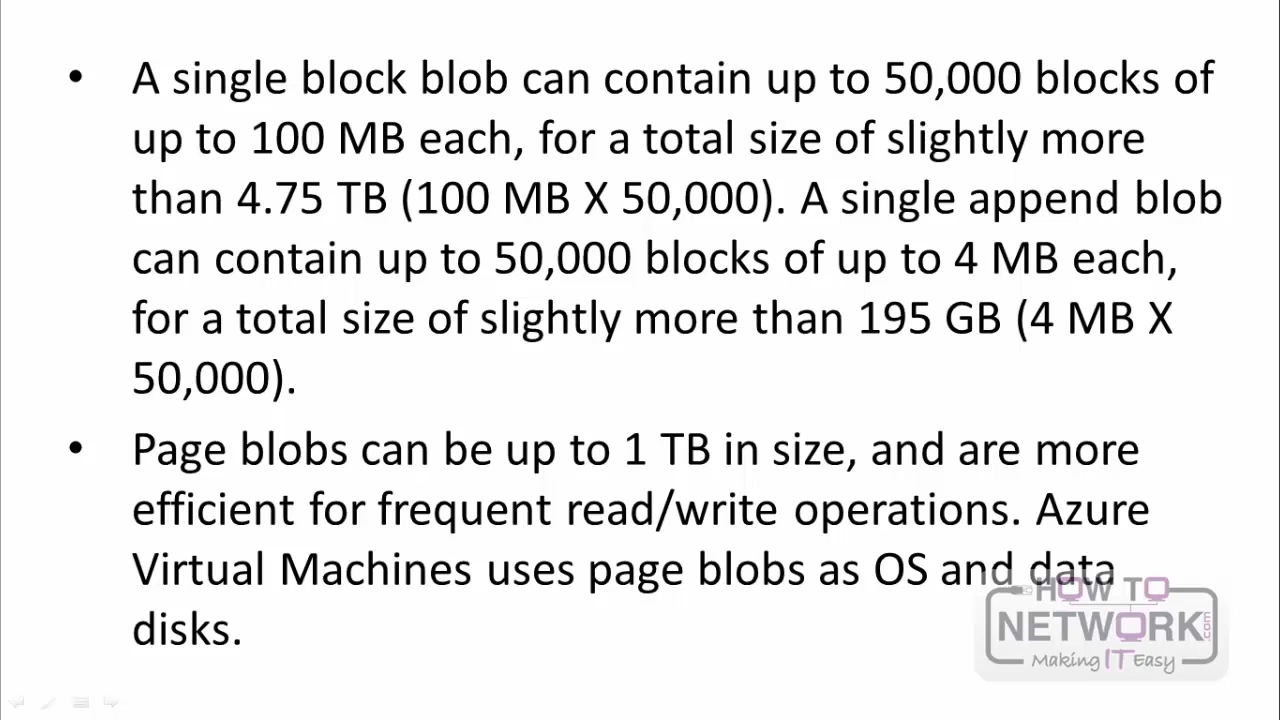 • A single block blob can contain up to 50,000 blocks of
up to 100 MB each, for a total size of slightly more
than 4.75 TB (100 MB X 50,000). A single append blob
can contain up to 50,000 blocks of up to 4 MB each,
for a total size of slightly more than 195 GB (4 MB X
50,000).
• Page blobs can be up to 1 TB in size, and are more
efficient for frequent read/write operations. Azure
Virtual Machines uses page blobs as OS and data
disks.
HOW TO
NETWORK.com
Making IT Easy